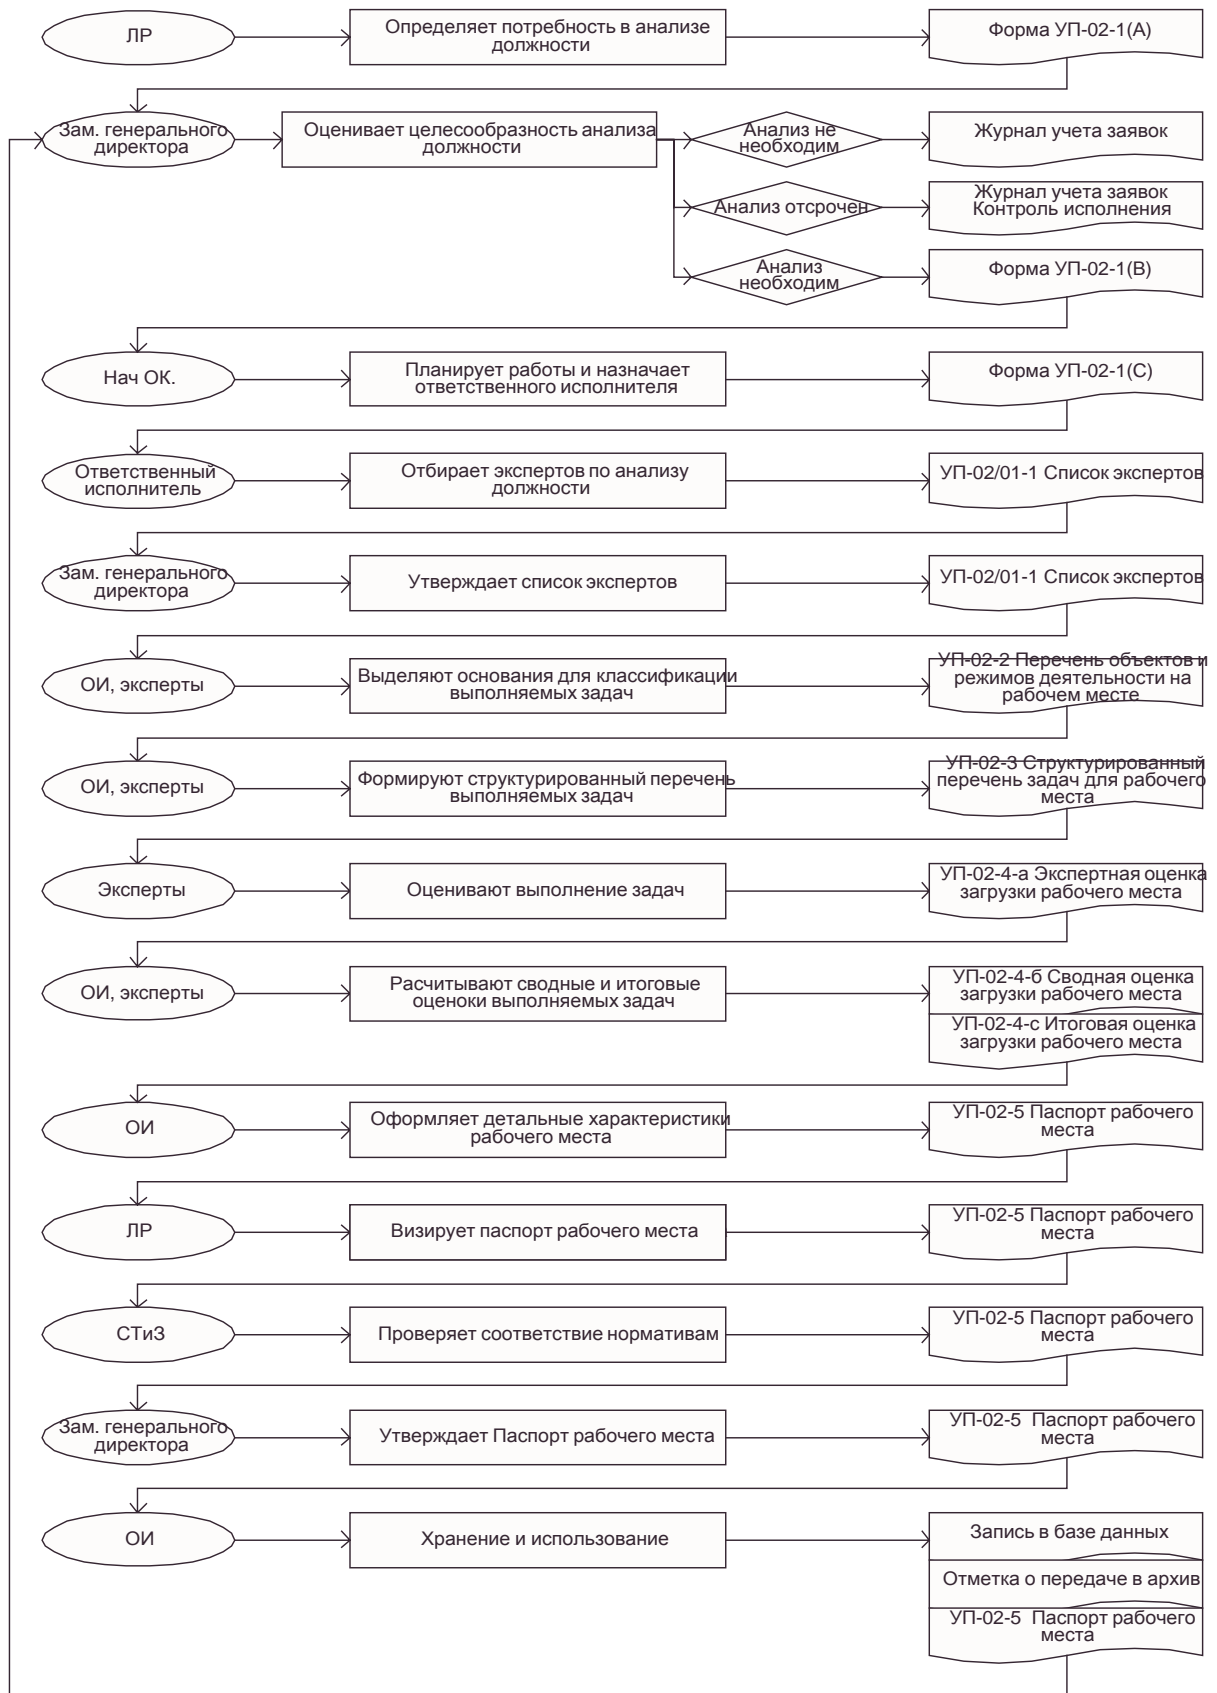 ЛР
Определяет потребность в анализе
должности
Форма УП-02-1(А)
Зам. генерального
директора
Оценивает целесообразность анализа
должности
Анализ не
необходим
Журнал учета заявок
Анализ отсрочен
Журнал учета заявок
Контроль исполнения
Анализ
необходим
Форма УП-02-1(В)
Нач ОК.
Планирует работы и назначает
ответственного исполнителя
Форма УП-02-1(С)
Ответственный
исполнитель
Отбирает экспертов по анализу
должности
УП-02/01-1 Список экспертов
Зам. генерального
директора
Утверждает список экспертов
УП-02/01-1 Список экспертов
ОИ, эксперты
Выделяют основания для классификации
выполняемых задач
УП-02-2 Перечень объектов и
режимов деятельности на
рабочем месте
ОИ, эксперты
Формируют структурированный перечень
выполняемых задач
УП-02-3 Структурированный
перечень задач для рабочего
места
Эксперты
Оценивают выполнение задач
УП-02-4-а Экспертная оценка
загрузки рабочего места
ОИ, эксперты
Расчитывают сводные и итоговые
оценоки выполняемых задач
УП-02-4-б Сводная оценка
загрузки рабочего места
УП-02-4-с Итоговая оценка
загрузки рабочего места
ОИ
Оформляет детальные характеристики
рабочего места
УП-02-5 Паспорт рабочего
места
ЛР
Визирует паспорт рабочего места
УП-02-5 Паспорт рабочего
места
СТиЗ
Проверяет соответствие нормативам
УП-02-5 Паспорт рабочего
места
Зам. генерального
директора
Утверждает Паспорт рабочего места
УП-02-5 Паспорт рабочего
места
ОИ
Хранение и использование
Запись в базе данных
Отметка о передаче в архив
УП-02-5 Паспорт рабочего
места